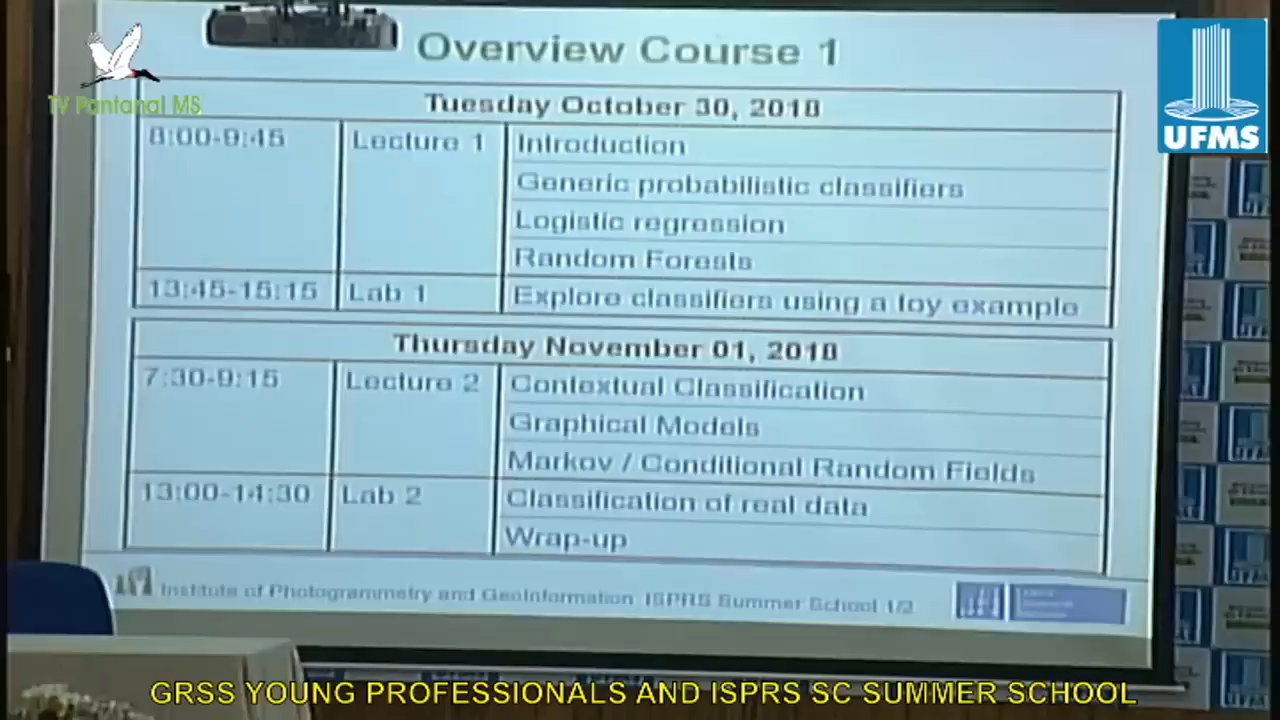 Overview Course 1
TV Pantanal MS
UFMS
Tuesday October 30, 2018
8:00-9:45 Lecture 1 Introduction
Generic probabilistic classifiers
Logistic regression
Random Forests
13:45-15:15 Lab 1 Explore classifiers using a toy example
Thursday November 01, 2018
7:30-9:15 Lecture 2 Contextual Classification
Graphical Models
Markov / Conditional Random Fields
13:00-14:30 Lab 2 Classification of real data
Wrap-up
Institute of Photogrammetry and GeoInformation ISPRS Summer School 1/2
GRSS YOUNG PROFESSIONALS AND ISPRS SC SUMMER SCHOOL